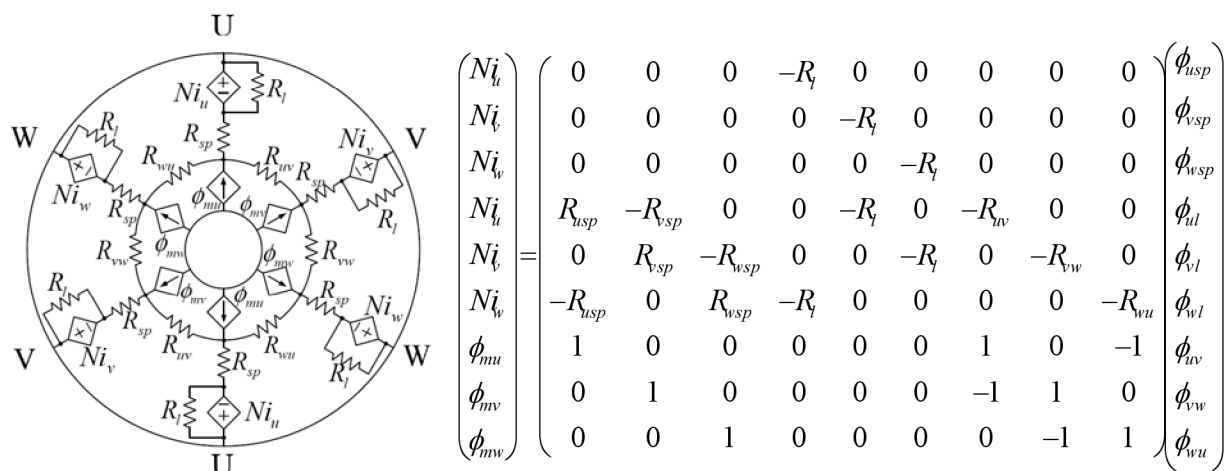 U
R_l
Ni_u
W
V
R_l
Ni_v
R_sp
R_wu
R_uv
R_sp
Ni_w
ϕ_mu
ϕ_mv
R_sp
R_l
ϕ_mw
R_vw
R_vw
ϕ_mw
R_l
ϕ_mv
ϕ_mu
R_sp
R_sp
Ni_w
V
Ni_v
R_uv
R_wu
R_l
W
R_sp
R_l
Ni_u
U
Ni_u 0 0 0 −R_l 0 0 0 0 0 ϕ_usp
Ni_v 0 0 0 0 −R_l 0 0 0 0 ϕ_vsp
Ni_w 0 0 0 0 0 −R_l 0 0 0 ϕ_wsp
Ni_u R_usp −R_vsp 0 0 −R_l 0 −R_uv 0 0 ϕ_ul
Ni_v = 0 R_vsp −R_wsp 0 0 −R_l 0 −R_vw 0 ϕ_vl
Ni_w −R_usp 0 R_wsp −R_l 0 0 0 0 −R_wu ϕ_wl
ϕ_mu 1 0 0 0 0 0 1 0 −1 ϕ_uv
ϕ_mv 0 1 0 0 0 0 −1 1 0 ϕ_vw
ϕ_mw 0 0 1 0 0 0 0 −1 1 ϕ_wu